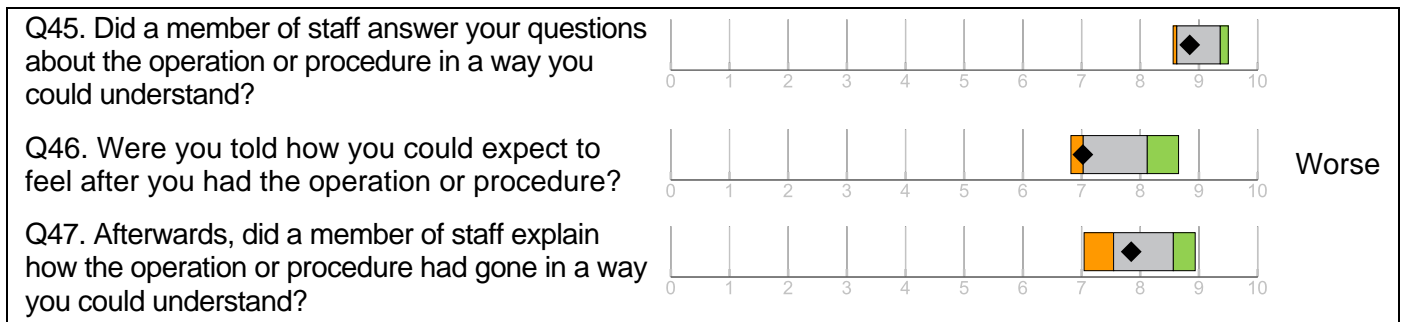 Q45. Did a member of staff answer your questions
about the operation or procedure in a way you
could understand?
0 1 2 3 4 5 6 7 8 9 10
Q46. Were you told how you could expect to
feel after you had the operation or procedure?
0 1 2 3 4 5 6 7 8 9 10
Worse
Q47. Afterwards, did a member of staff explain
how the operation or procedure had gone in a way
you could understand?
0 1 2 3 4 5 6 7 8 9 10